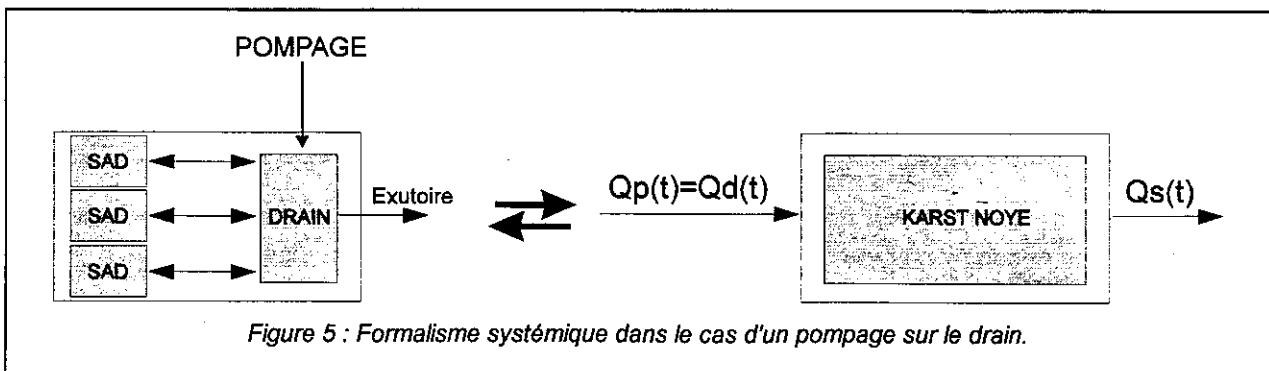 POMPAGE
SAD
SAD
SAD
DRAIN
Exutoire
Qp(t)=Qd(t)
KARST NOYE
Qs(t)
Figure 5 : Formalisme systémique dans le cas d'un pompage sur le drain.